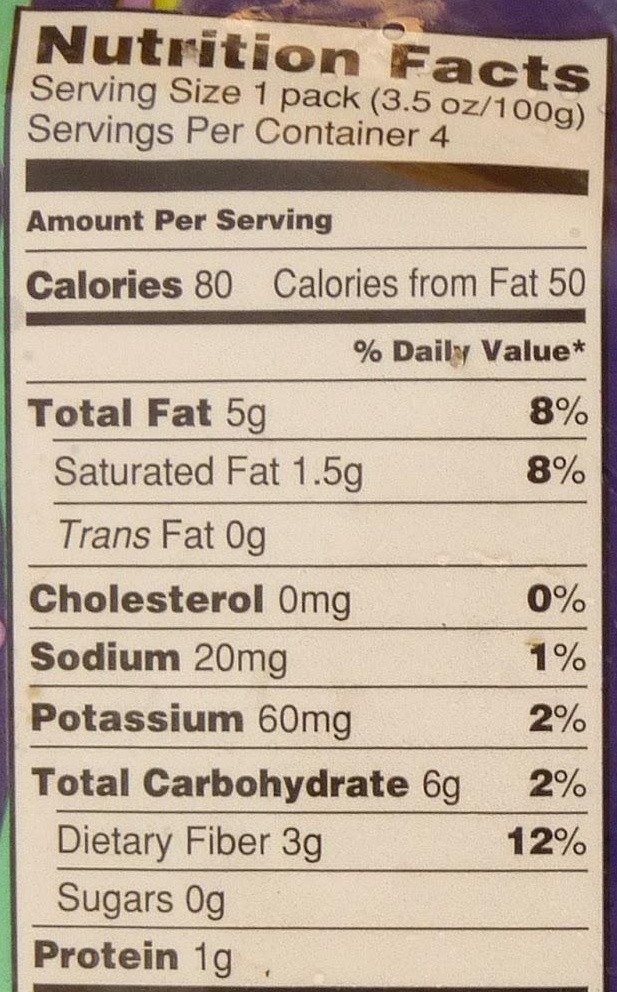 Nutrition Facts
Serving Size 1 pack (3.5 oz/100g)
Servings Per Container 4
Amount Per Serving
Calories 80 Calories from Fat 50
% Daily Value*
Total Fat 5g 8%
Saturated Fat 1.5g 8%
Trans Fat 0g
Cholesterol 0mg 0%
Sodium 20mg 1%
Potassium 60mg 2%
Total Carbohydrate 6g 2%
Dietary Fiber 3g 12%
Sugars 0g
Protein 1g